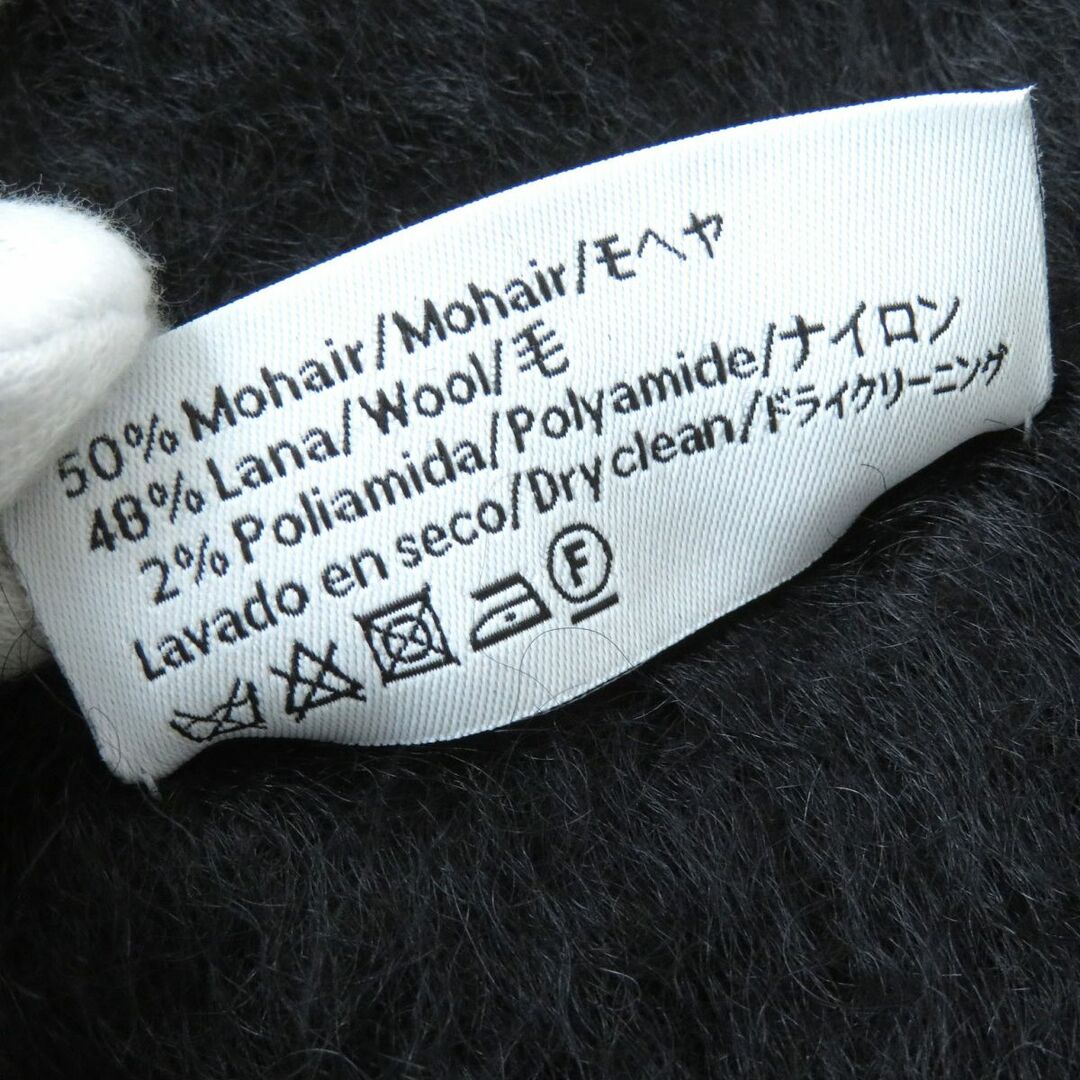 50% Mohair/Mohair/モヘヤ
48% Lana/Wool/毛
2% Poliamida/Polyamide/ナイロン
Lavado en seco/Dry clean/ドライクリーニング
F